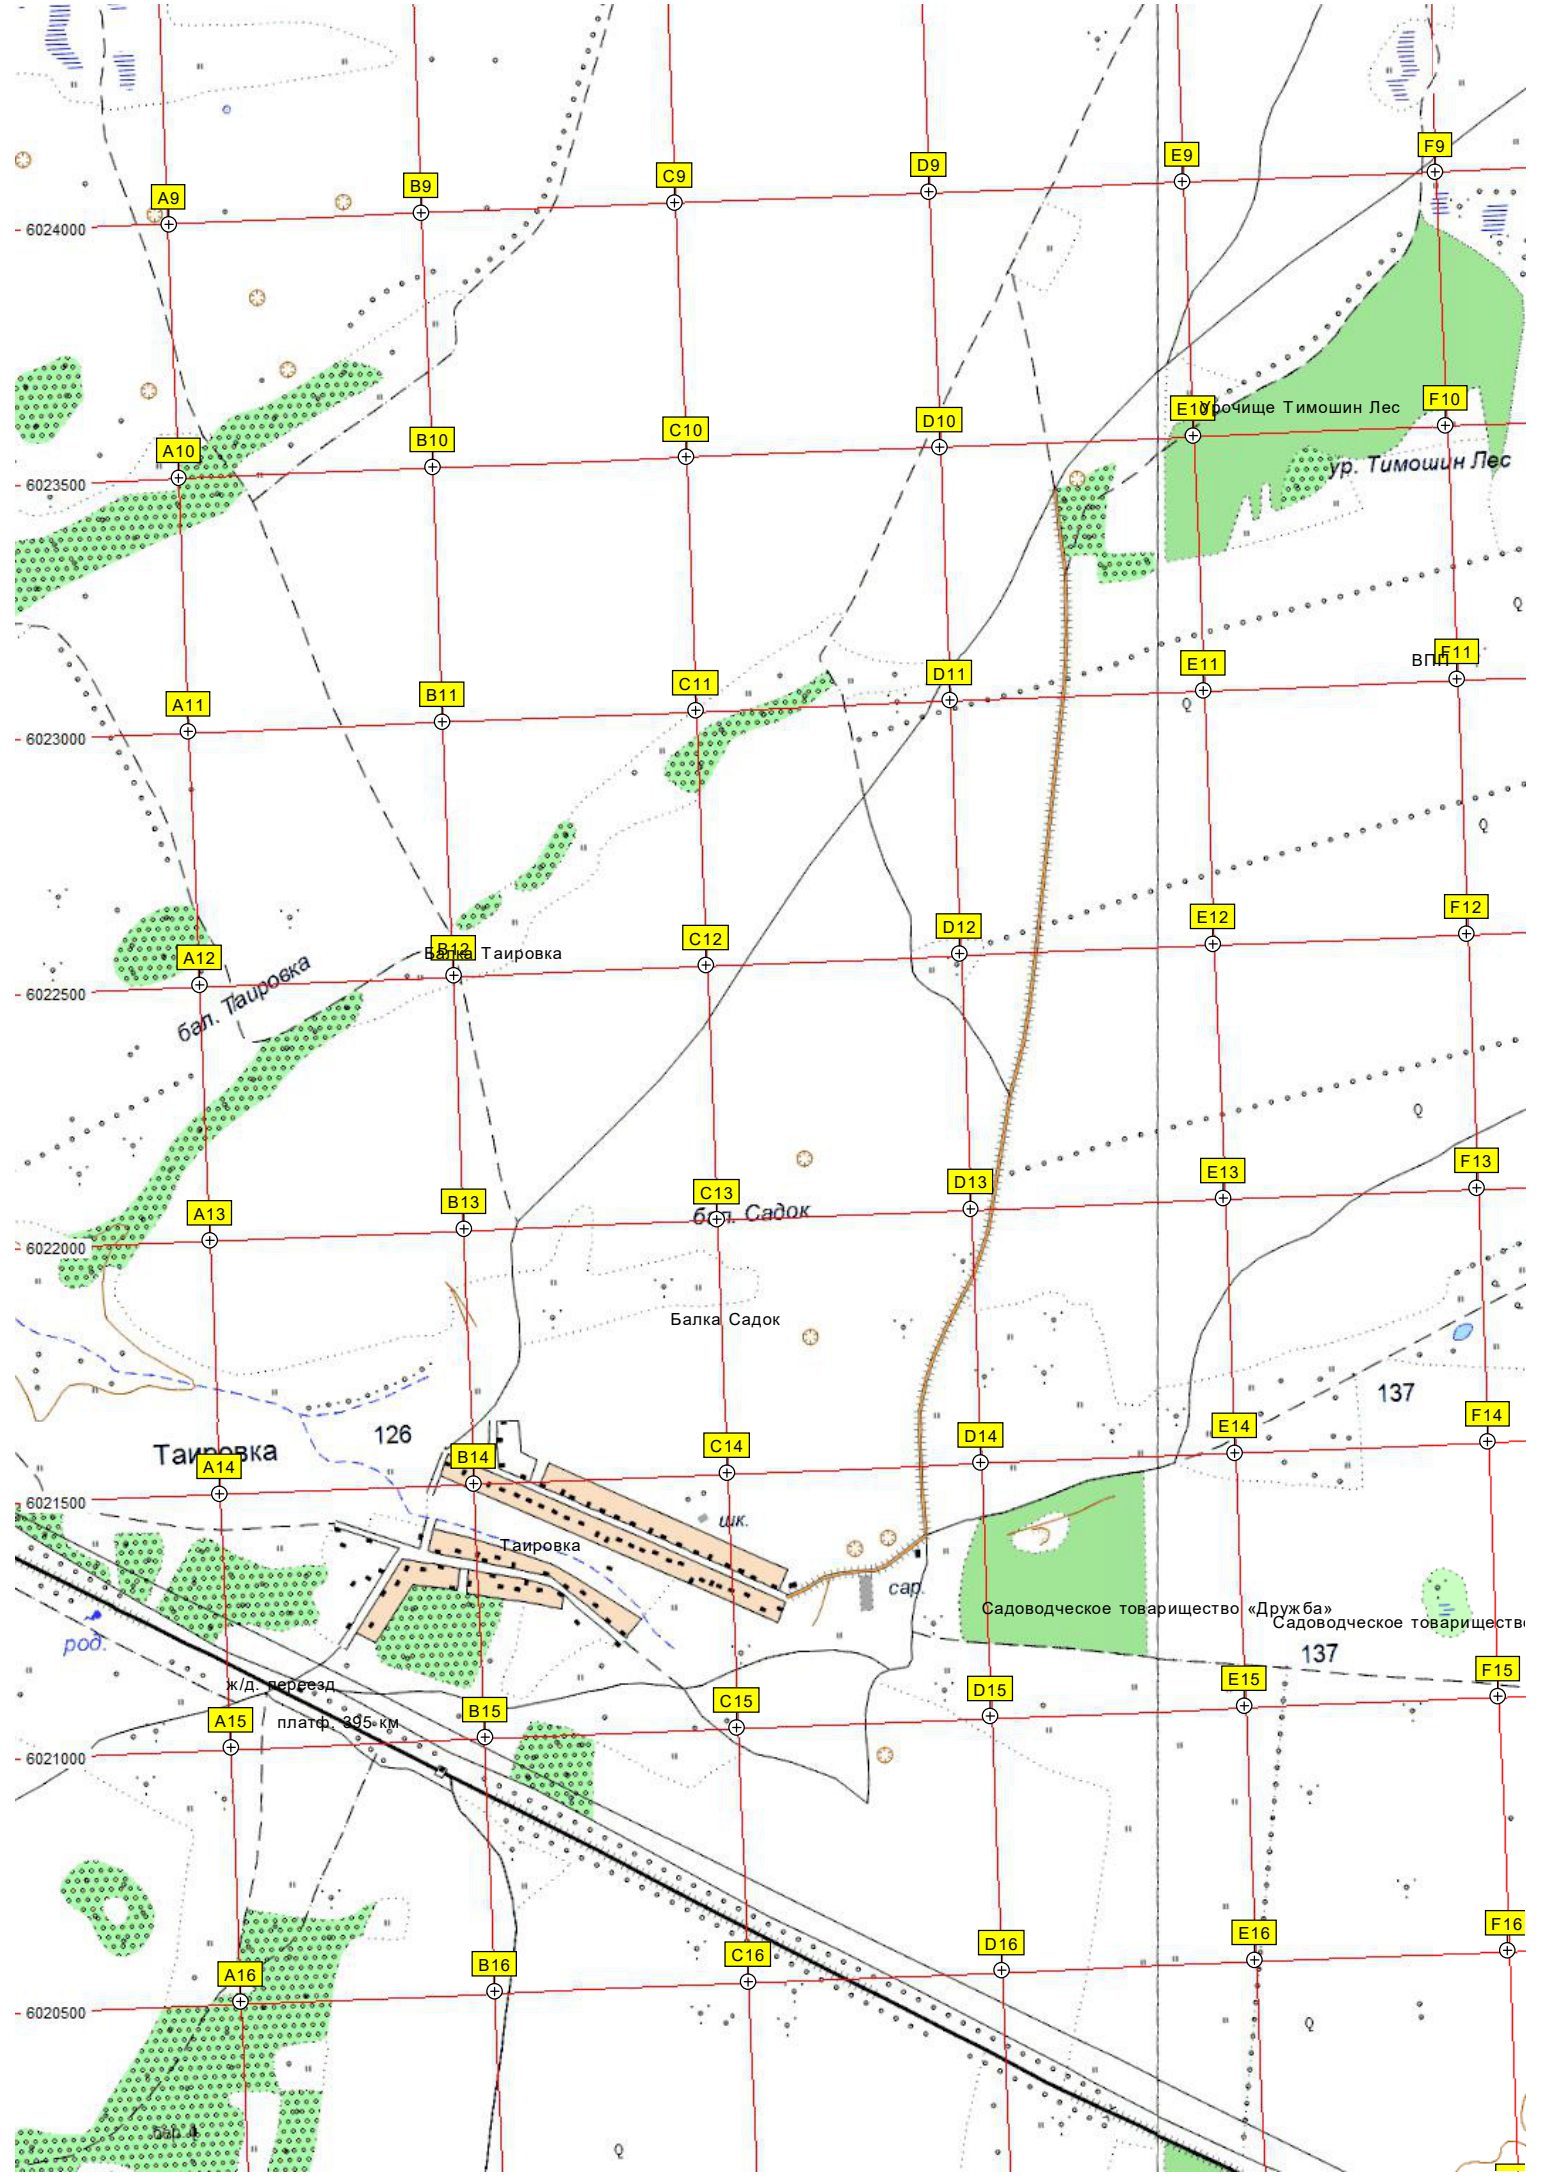 A9 B9 C9 D9 E9 F9
6024000
Урочище Тимошин Лес
A10 B10 C10 D10 E10 F10
ур. Тимошин Лес
6023500
Q
ВПП
A11 B11 C11 D11 E11 F11
Q
6023000
Q
A12 B12 C12 D12 E12 F12
Балка Таировка
бал. Таировка
6022500
Q
A13 B13 C13 D13 E13 F13
бал. Садок
6022000
Балка Садок
137
126
Таировка
A14 B14 C14 D14 E14 F14
6021500
шк.
Таировка
сар.
Садоводческое товарищество «Дружба»
Садоводческое товариществ
род.
137
ж/д. переезд
A15 B15 C15 D15 E15 F15
платф. 395 км
6021000
A16 B16 C16 D16 E16 F16
6020500
Q
Q